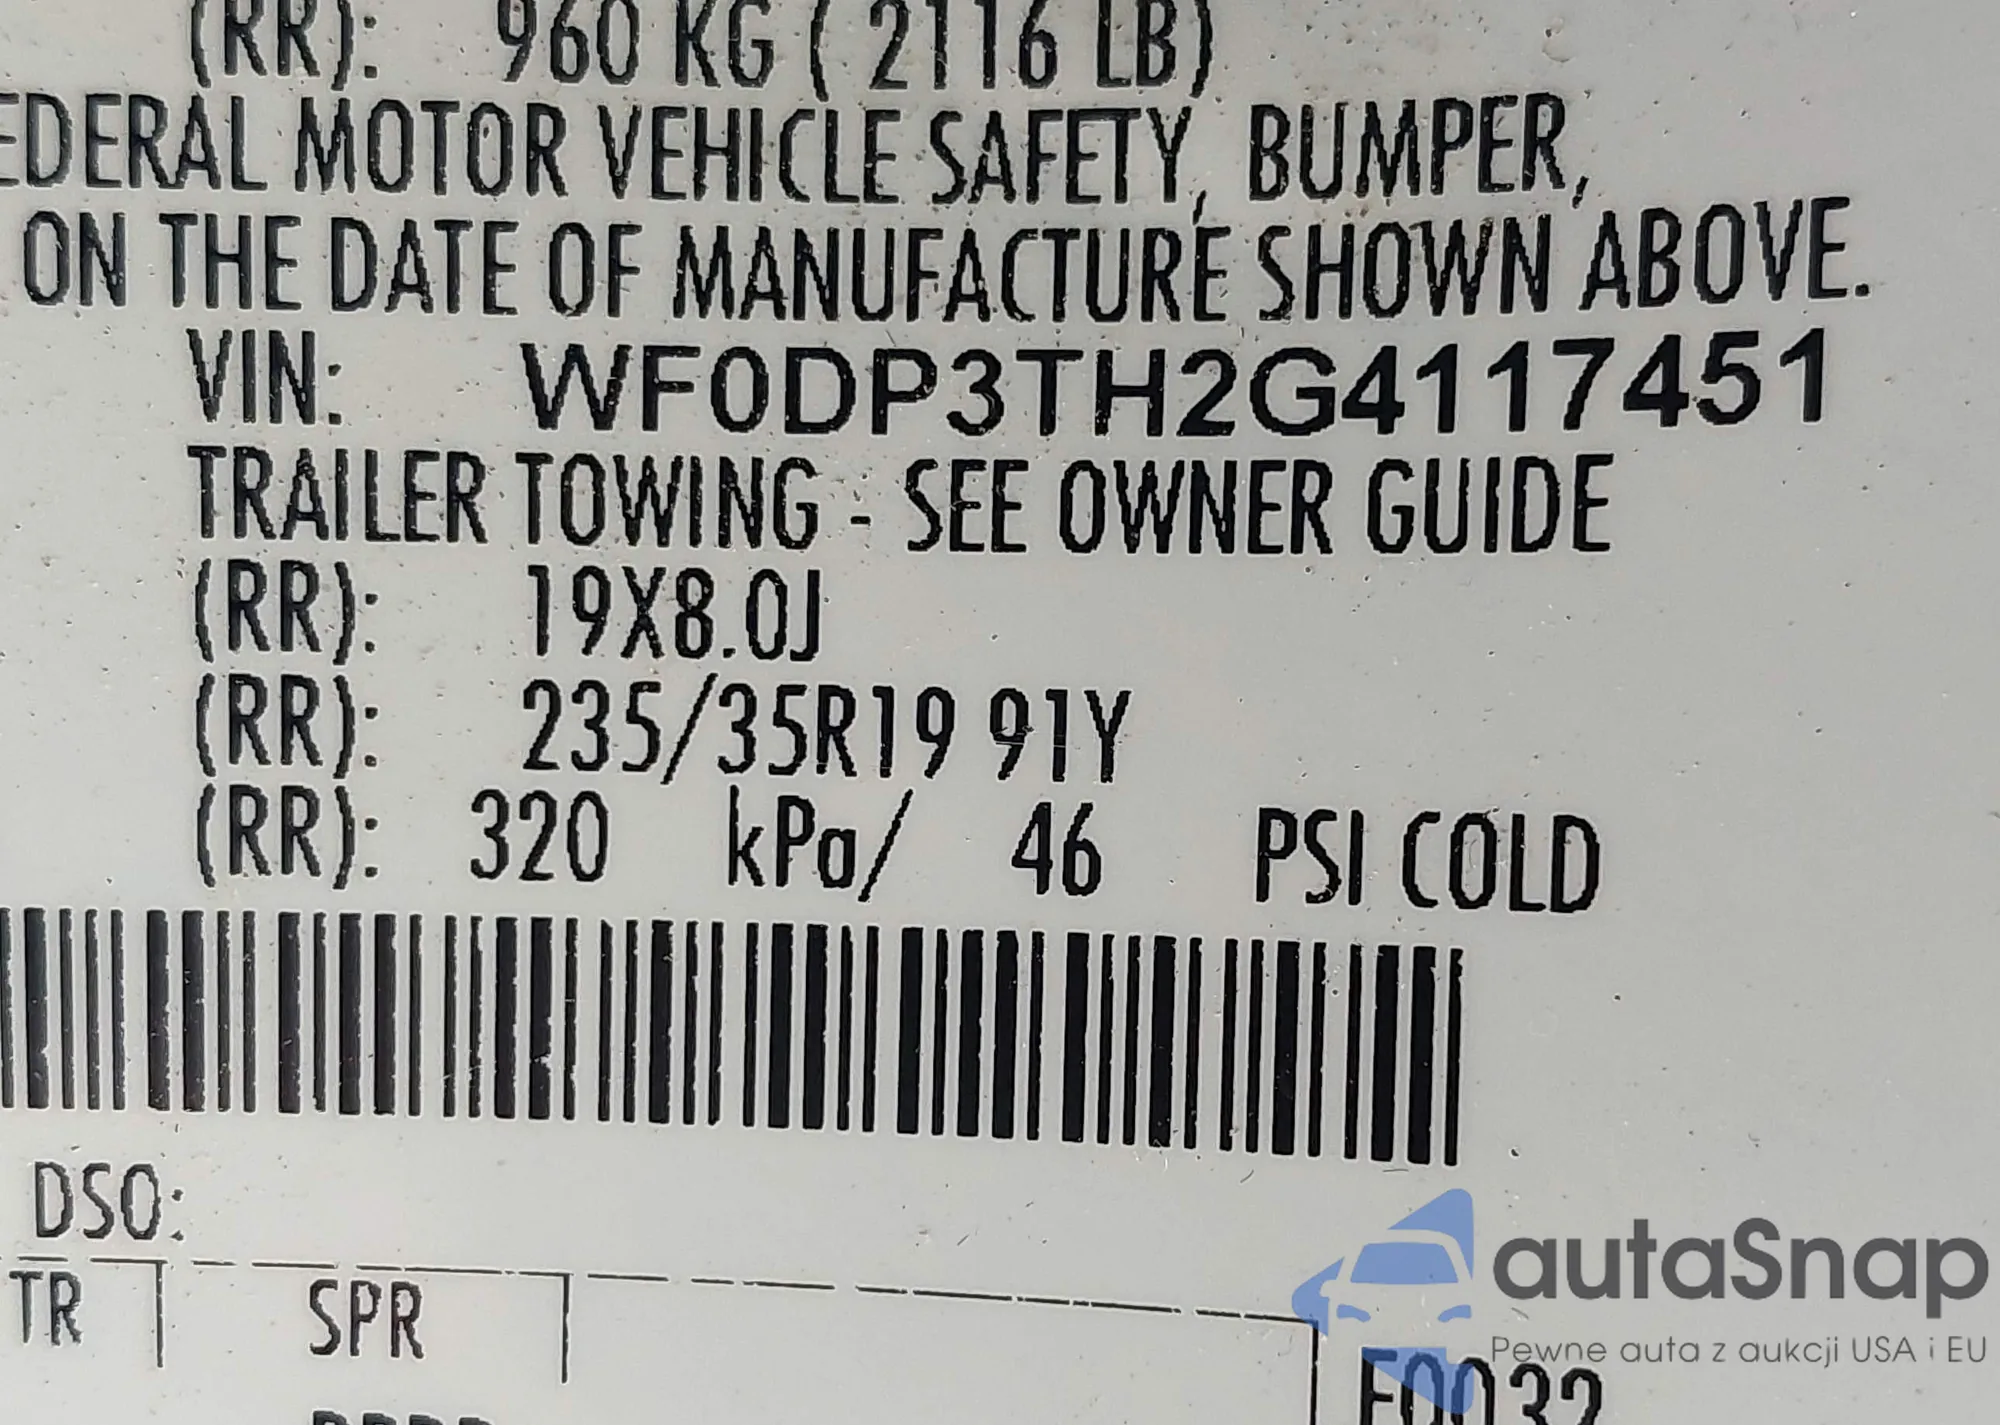 (RR): 960 KG ( 2116 LB)
FEDERAL MOTOR VEHICLE SAFETY, BUMPER,
ON THE DATE OF MANUFACTURE SHOWN ABOVE.
VIN: WF0DP3TH2G4117451
TRAILER TOWING - SEE OWNER GUIDE
(RR): 19X8.0J
(RR): 235/35R19 91Y
(RR): 320 kPa/ 46 PSI COLD
DSO:
TR SPR
autaSnap
Pewne auta z aukcji USA i EU